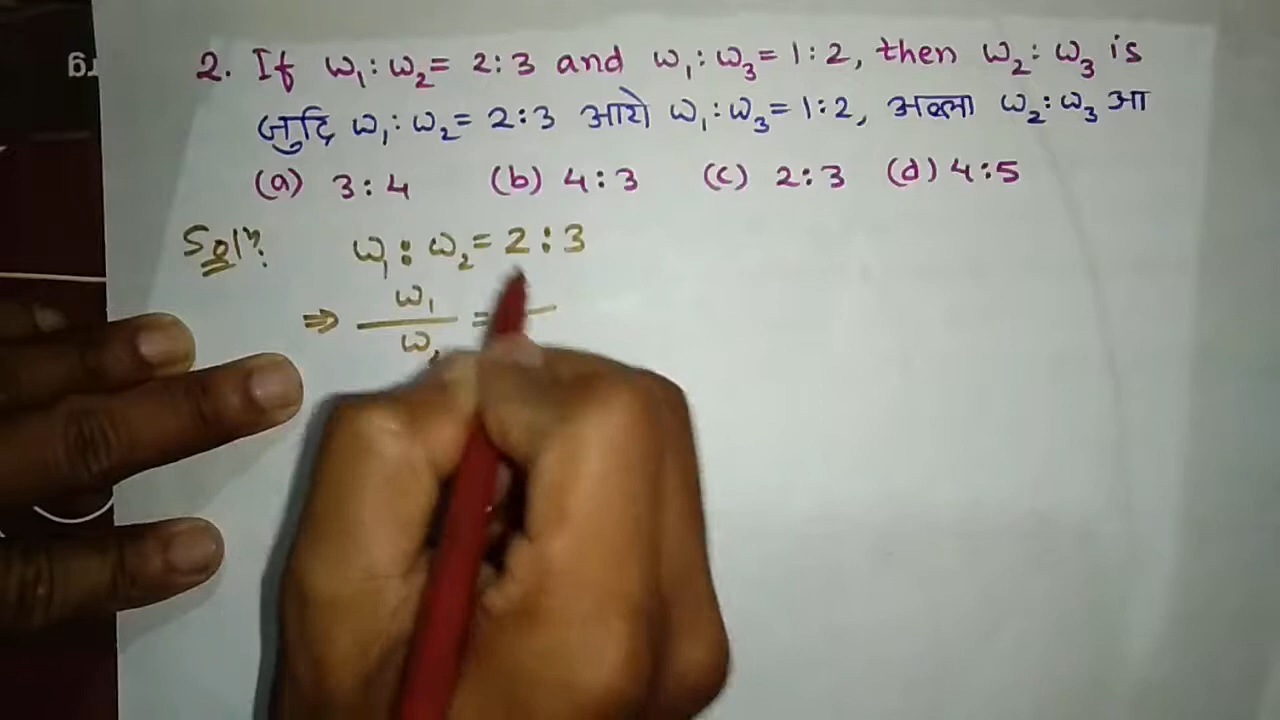 2. If ω₁:ω₂= 2:3 and ω₁:ω₃= 1:2, then ω₂:ω₃ is
जुदि ω₁:ω₂= 2:3 आरो ω₁:ω₃= 1:2, अब्ला ω₂:ω₃ आ
(a) 3:4 (b) 4:3 (c) 2:3 (d) 4:5
Solⁿ. ω₁:ω₂= 2:3
⇒ ω₁/ω =